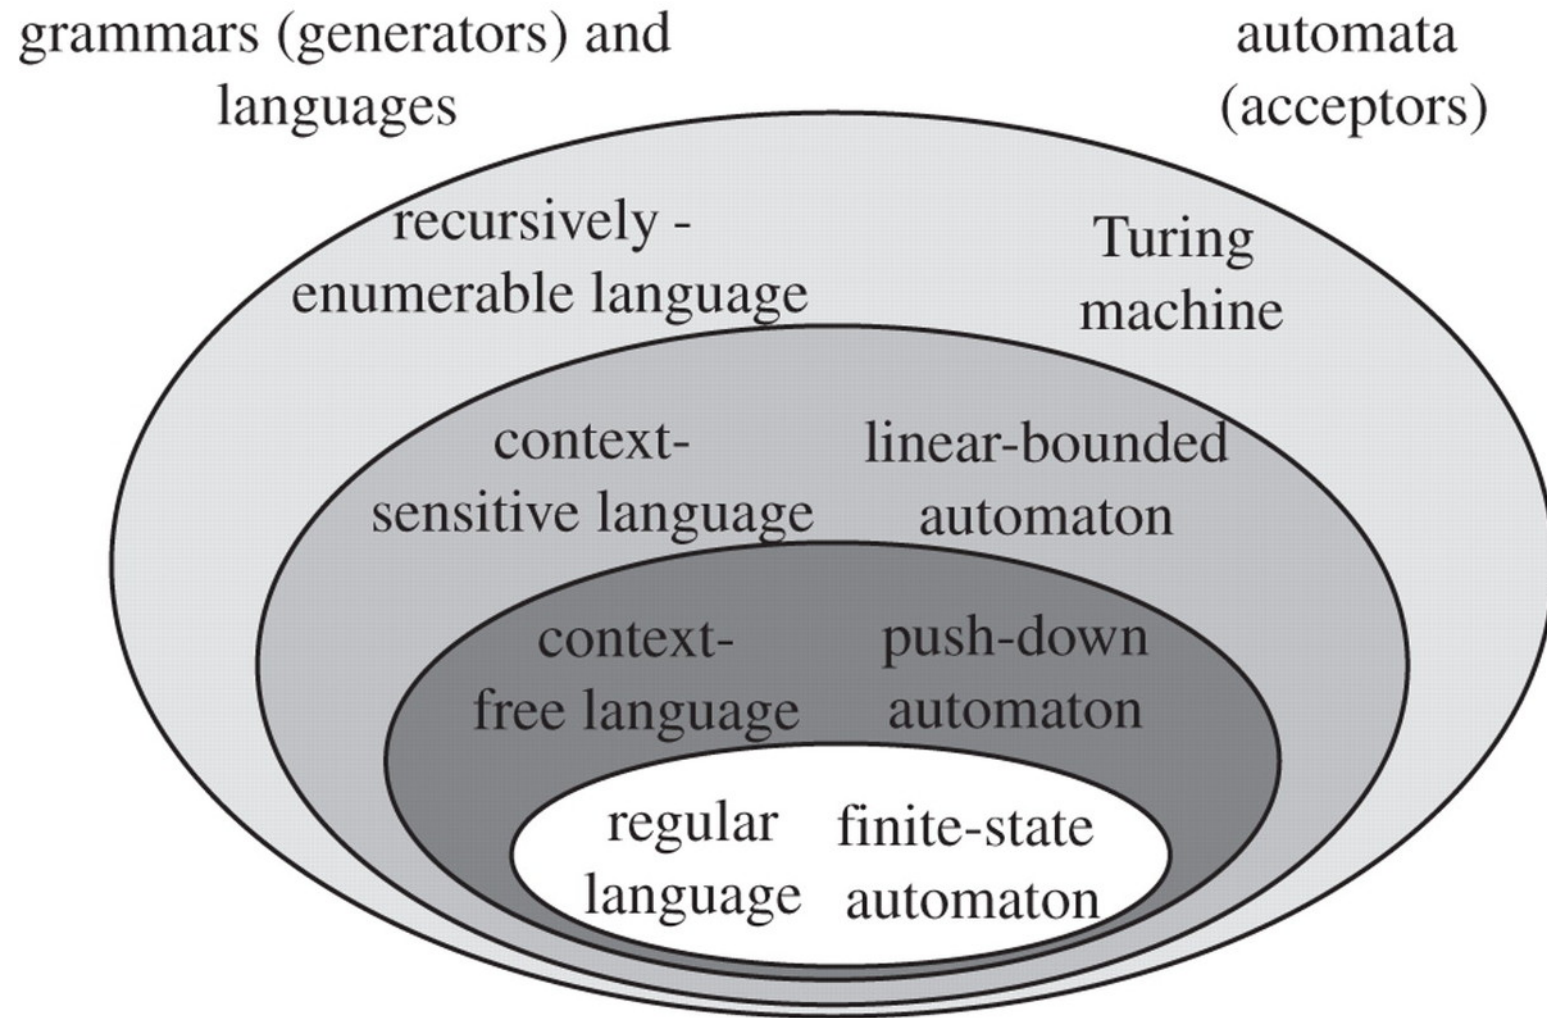 grammars (generators) and
languages
automata
(acceptors)
recursively -
enumerable language
Turing
machine
context-
sensitive language
linear-bounded
automaton
context-
free language
push-down
automaton
regular
language
finite-state
automaton